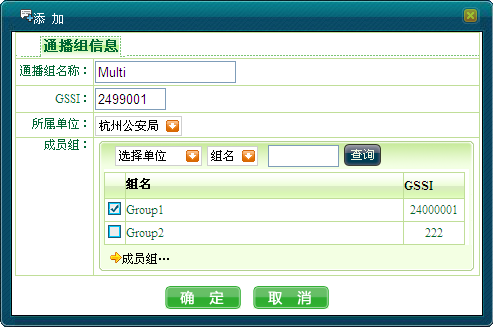 添 加
通播组信息
通播组名称： Multi
GSSI： 2499001
所属单位： 杭州公安局
成员组： 选择单位 组名 查询
组名 GSSI
Group1 24000001
Group2 222
成员组…
确 定 取 消